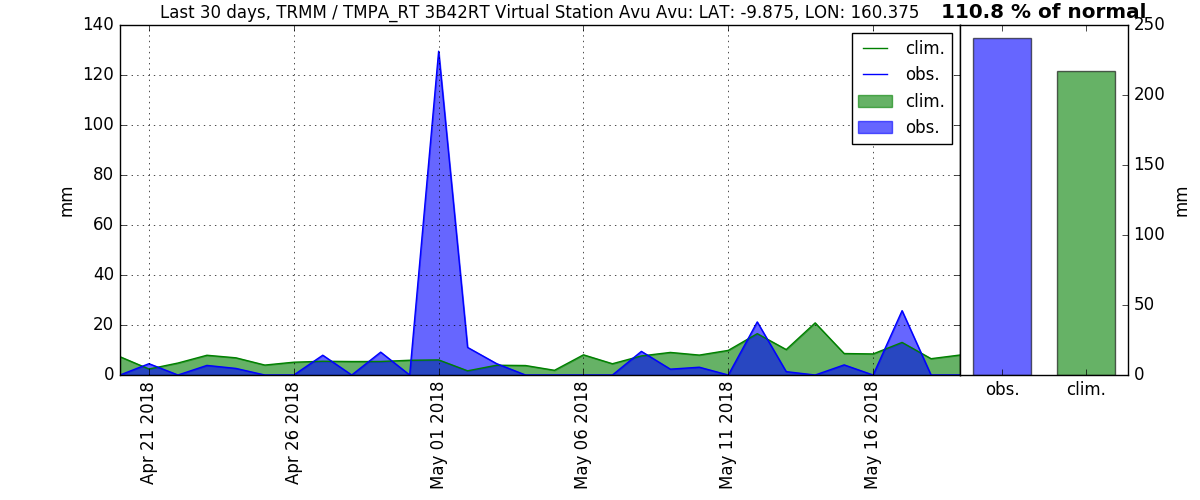 Last 30 days, TRMM / TMPA_RT 3B42RT Virtual Station Avu Avu: LAT: -9.875, LON: 160.375
110.8 % of normal
140
120
100
80
60
40
20
0
mm
clim.
obs.
clim.
obs.
Apr 21 2018
Apr 26 2018
May 01 2018
May 06 2018
May 11 2018
May 16 2018
250
200
150
100
50
0
mm
obs.
clim.